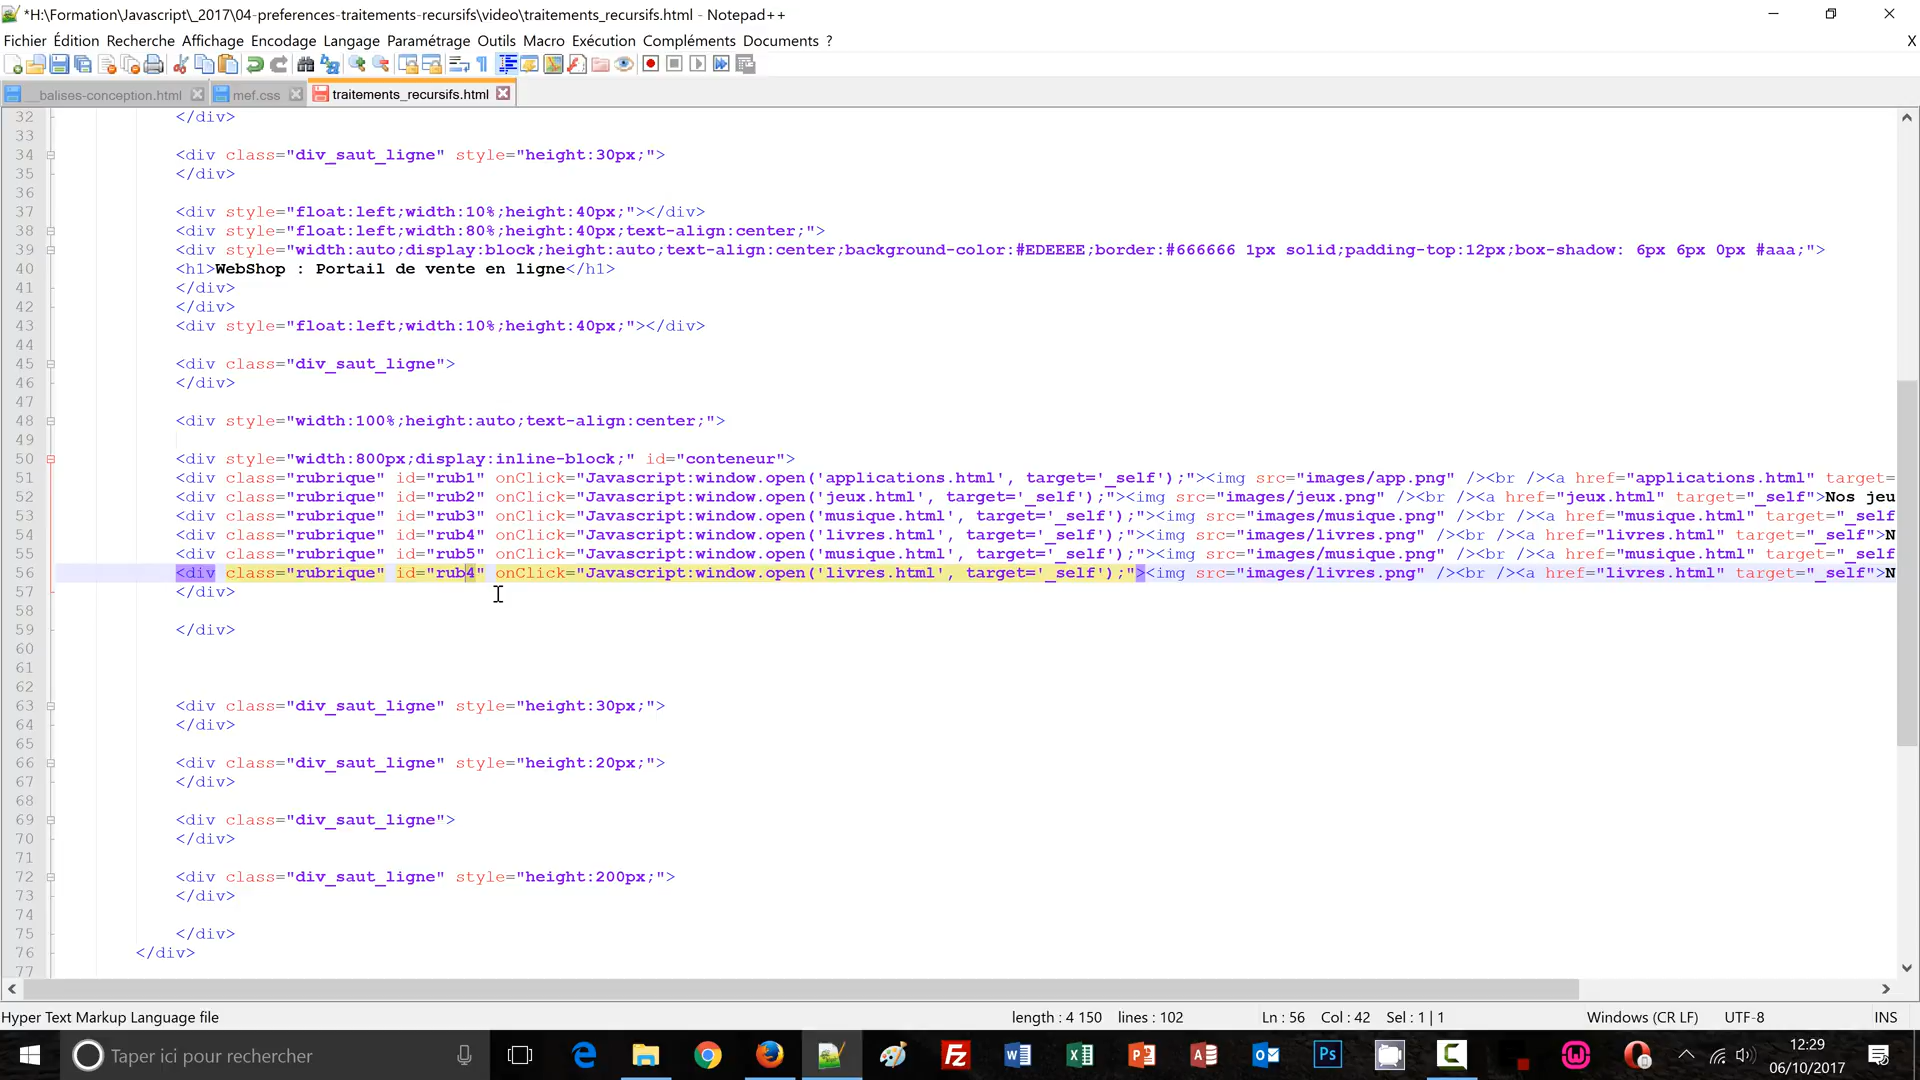 *H:\Formation\Javascript\_2017\04-preferences-traitements-recursifs\video\traitements_recursifs.html - Notepad++
Fichier Édition Recherche Affichage Encodage Langage Paramétrage Outils Macro Exécution Compléments Documents ? X
__balises-conception.html mef.css traitements_recursifs.html
32 </div>
33
34 <div class="div_saut_ligne" style="height:30px;">
35 </div>
36
37 <div style="float:left;width:10%;height:40px;"></div>
38 <div style="float:left;width:80%;height:40px;text-align:center;">
39 <div style="width:auto;display:block;height:auto;text-align:center;background-color:#EDEEEE;border:#666666 1px solid;padding-top:12px;box-shadow: 6px 6px 0px #aaa;">
40 <h1>WebShop : Portail de vente en ligne</h1>
41 </div>
42 </div>
43 <div style="float:left;width:10%;height:40px;"></div>
44
45 <div class="div_saut_ligne">
46 </div>
47
48 <div style="width:100%;height:auto;text-align:center;">
49
50 <div style="width:800px;display:inline-block;" id="conteneur">
51 <div class="rubrique" id="rub1" onClick="Javascript:window.open('applications.html', target='_self');"><img src="images/app.png" /><br /><a href="applications.html" target=
52 <div class="rubrique" id="rub2" onClick="Javascript:window.open('jeux.html', target='_self');"><img src="images/jeux.png" /><br /><a href="jeux.html" target="_self">Nos jeu
53 <div class="rubrique" id="rub3" onClick="Javascript:window.open('musique.html', target='_self');"><img src="images/musique.png" /><br /><a href="musique.html" target="_self
54 <div class="rubrique" id="rub4" onClick="Javascript:window.open('livres.html', target='_self');"><img src="images/livres.png" /><br /><a href="livres.html" target="_self">N
55 <div class="rubrique" id="rub5" onClick="Javascript:window.open('musique.html', target='_self');"><img src="images/musique.png" /><br /><a href="musique.html" target="_self
56 <div class="rubrique" id="rub4" onClick="Javascript:window.open('livres.html', target='_self');"><img src="images/livres.png" /><br /><a href="livres.html" target="_self">N
57 </div>
58
59 </div>
60
61
62
63 <div class="div_saut_ligne" style="height:30px;">
64 </div>
65
66 <div class="div_saut_ligne" style="height:20px;">
67 </div>
68
69 <div class="div_saut_ligne">
70 </div>
71
72 <div class="div_saut_ligne" style="height:200px;">
73 </div>
74
75 </div>
76 </div>
77
Hyper Text Markup Language file length : 4 150 lines : 102 Ln : 56 Col : 42 Sel : 1 | 1 Windows (CR LF) UTF-8 INS
Taper ici pour rechercher
12:29
06/10/2017